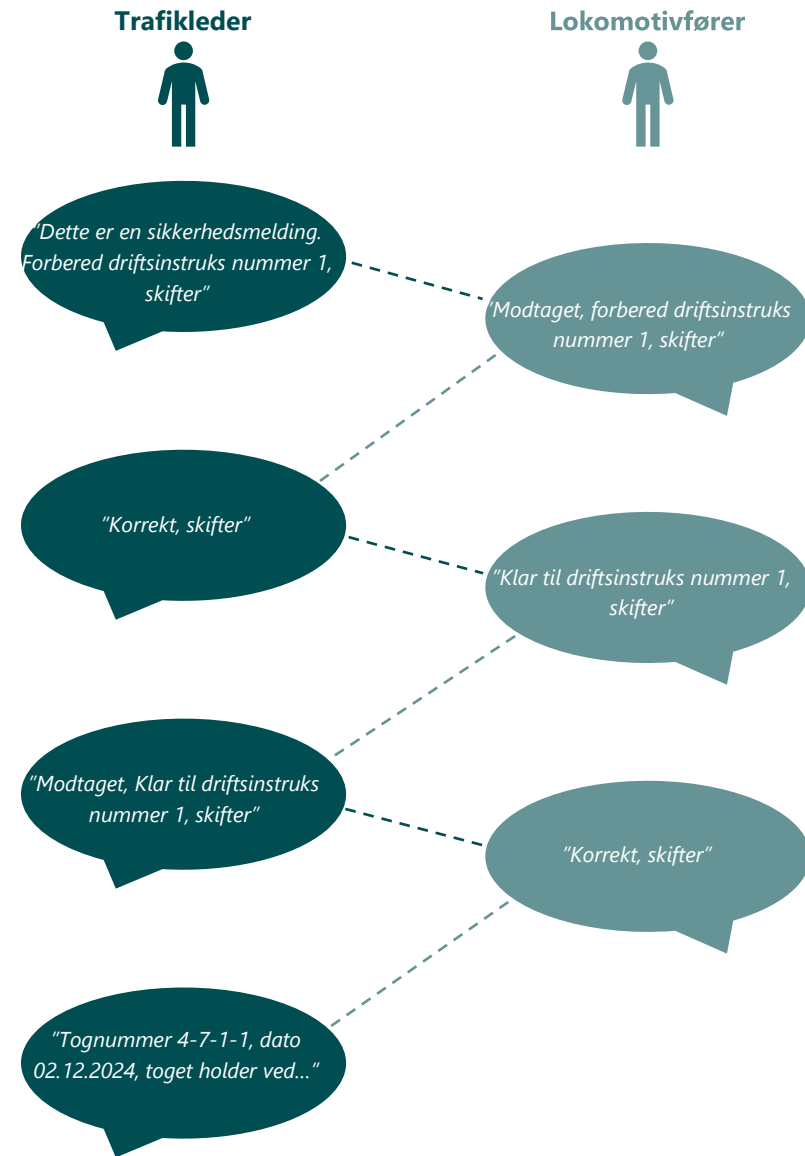 Trafikleder
Lokomotivfører
"Dette er en sikkerhedsmelding.
Forbered driftsinstruks nummer 1,
skifter"
"Modtaget, forbered driftsinstruks
nummer 1, skifter"
"Korrekt, skifter"
"Klar til driftsinstruks nummer 1,
skifter"
"Modtaget, Klar til driftsinstruks
nummer 1, skifter"
"Korrekt, skifter"
"Tognummer 4-7-1-1, dato
02.12.2024, toget holder ved…"